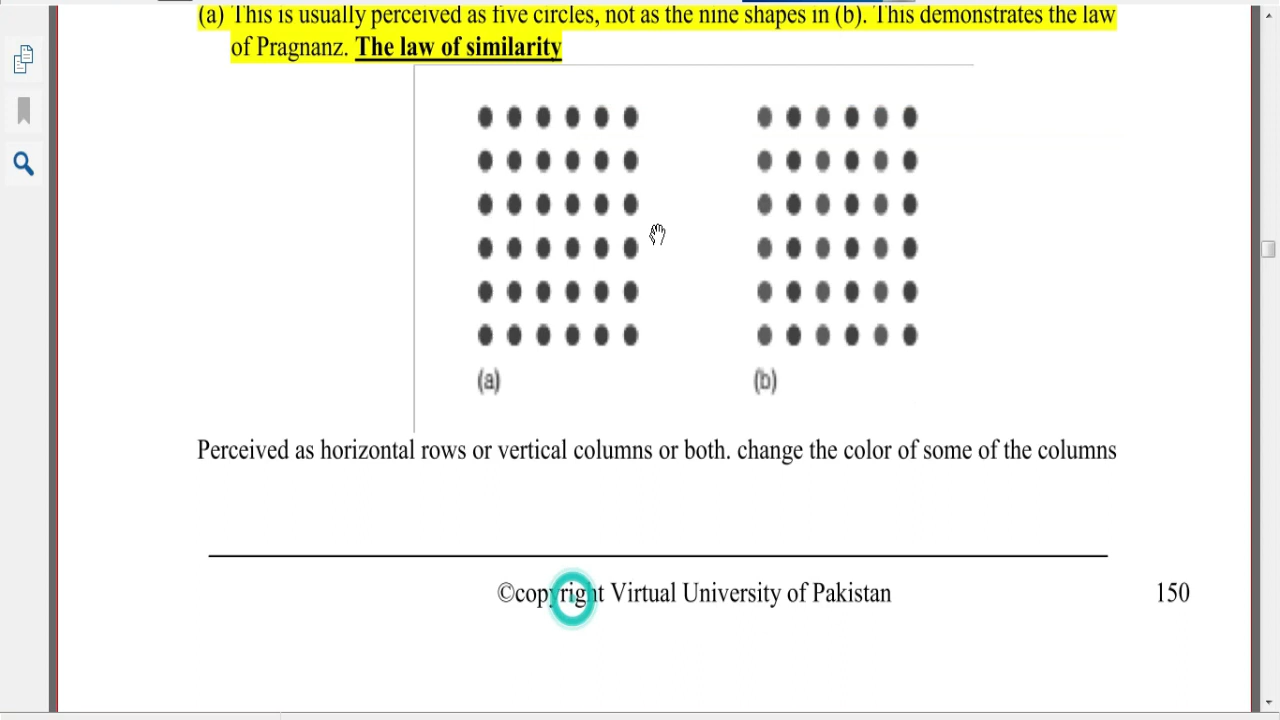 (a) This is usually perceived as five circles, not as the nine shapes in (b). This demonstrates the law
of Pragnanz. The law of similarity
(a)
(b)
Perceived as horizontal rows or vertical columns or both. change the color of some of the columns
©copyright Virtual University of Pakistan
150